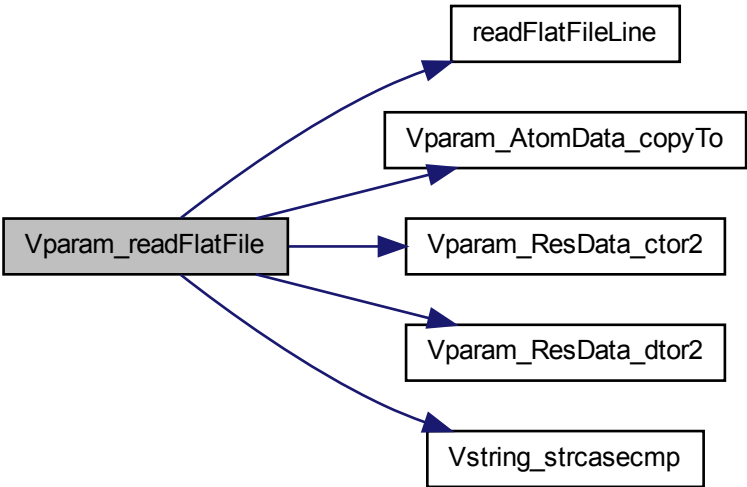 readFlatFileLine
Vparam_AtomData_copyTo
Vparam_readFlatFile
Vparam_ResData_ctor2
Vparam_ResData_dtor2
Vstring_strcasecmp